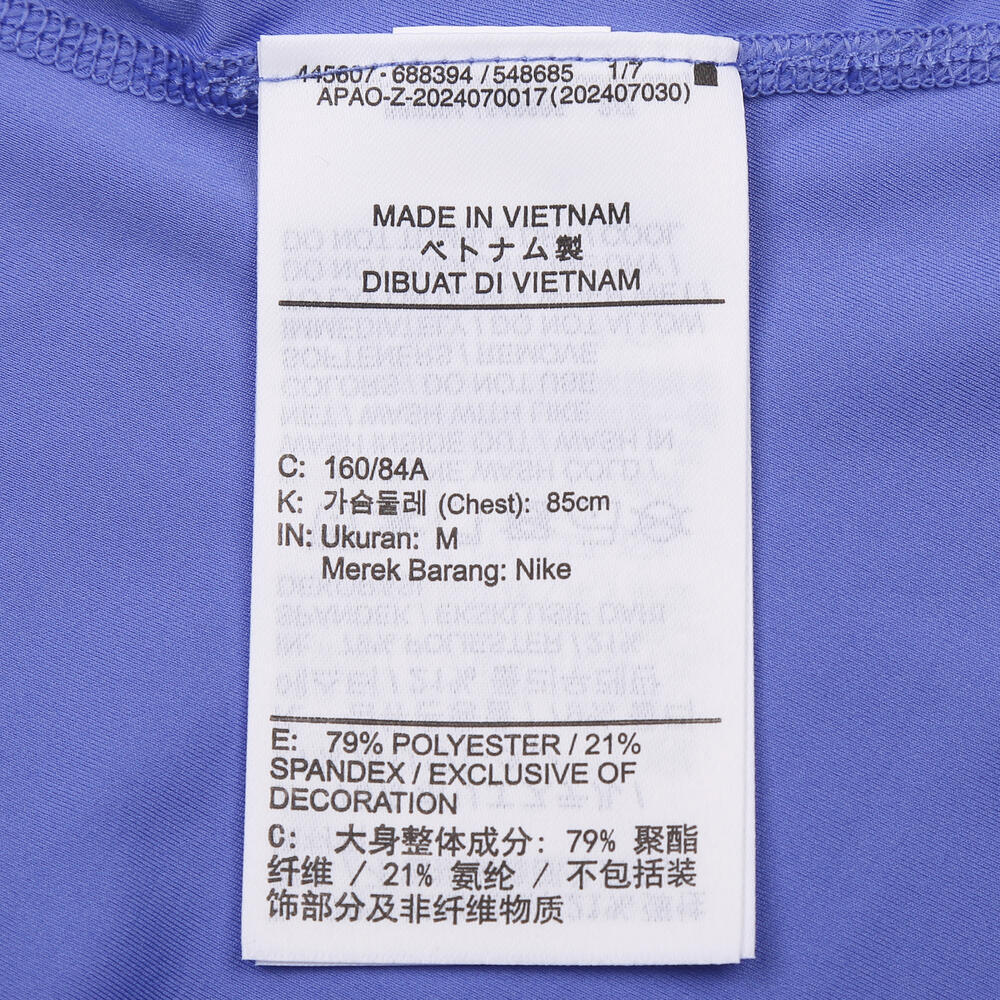 445607 - 688394 / 548685 1/7
APAO-Z-2024070017(202407030)
MADE IN VIETNAM
ベトナム製
DIBUAT DI VIETNAM
C: 160/84A
K: 가슴둘레 (Chest): 85cm
IN: Ukuran: M
Merek Barang: Nike
E: 79% POLYESTER / 21%
SPANDEX / EXCLUSIVE OF
DECORATION
C: 大身整体成分: 79% 聚酯
纤维 / 21% 氨纶 / 不包括装
饰部分及非纤维物质